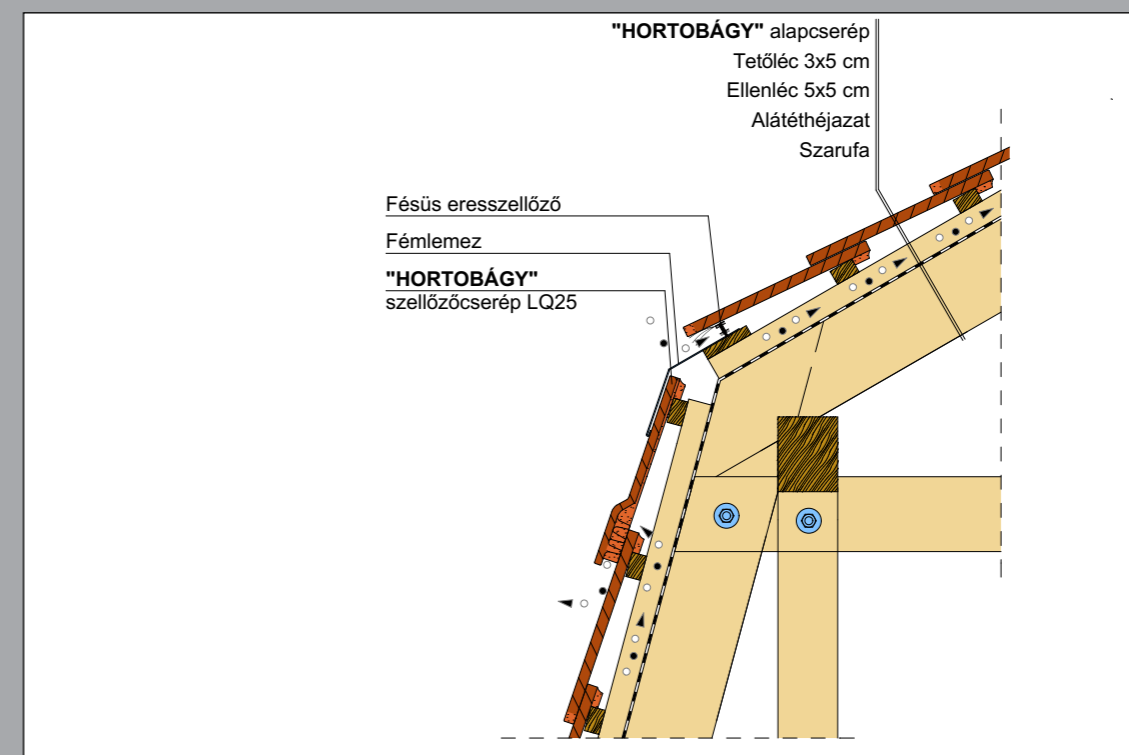 "HORTOBÁGY" alapcserép
Tetőléc 3x5 cm
Ellenléc 5x5 cm
Alátéthéjazat
Szarufa
Fésüs eresszellőző
Fémlemez
"HORTOBÁGY"
szellőzőcserép LQ25